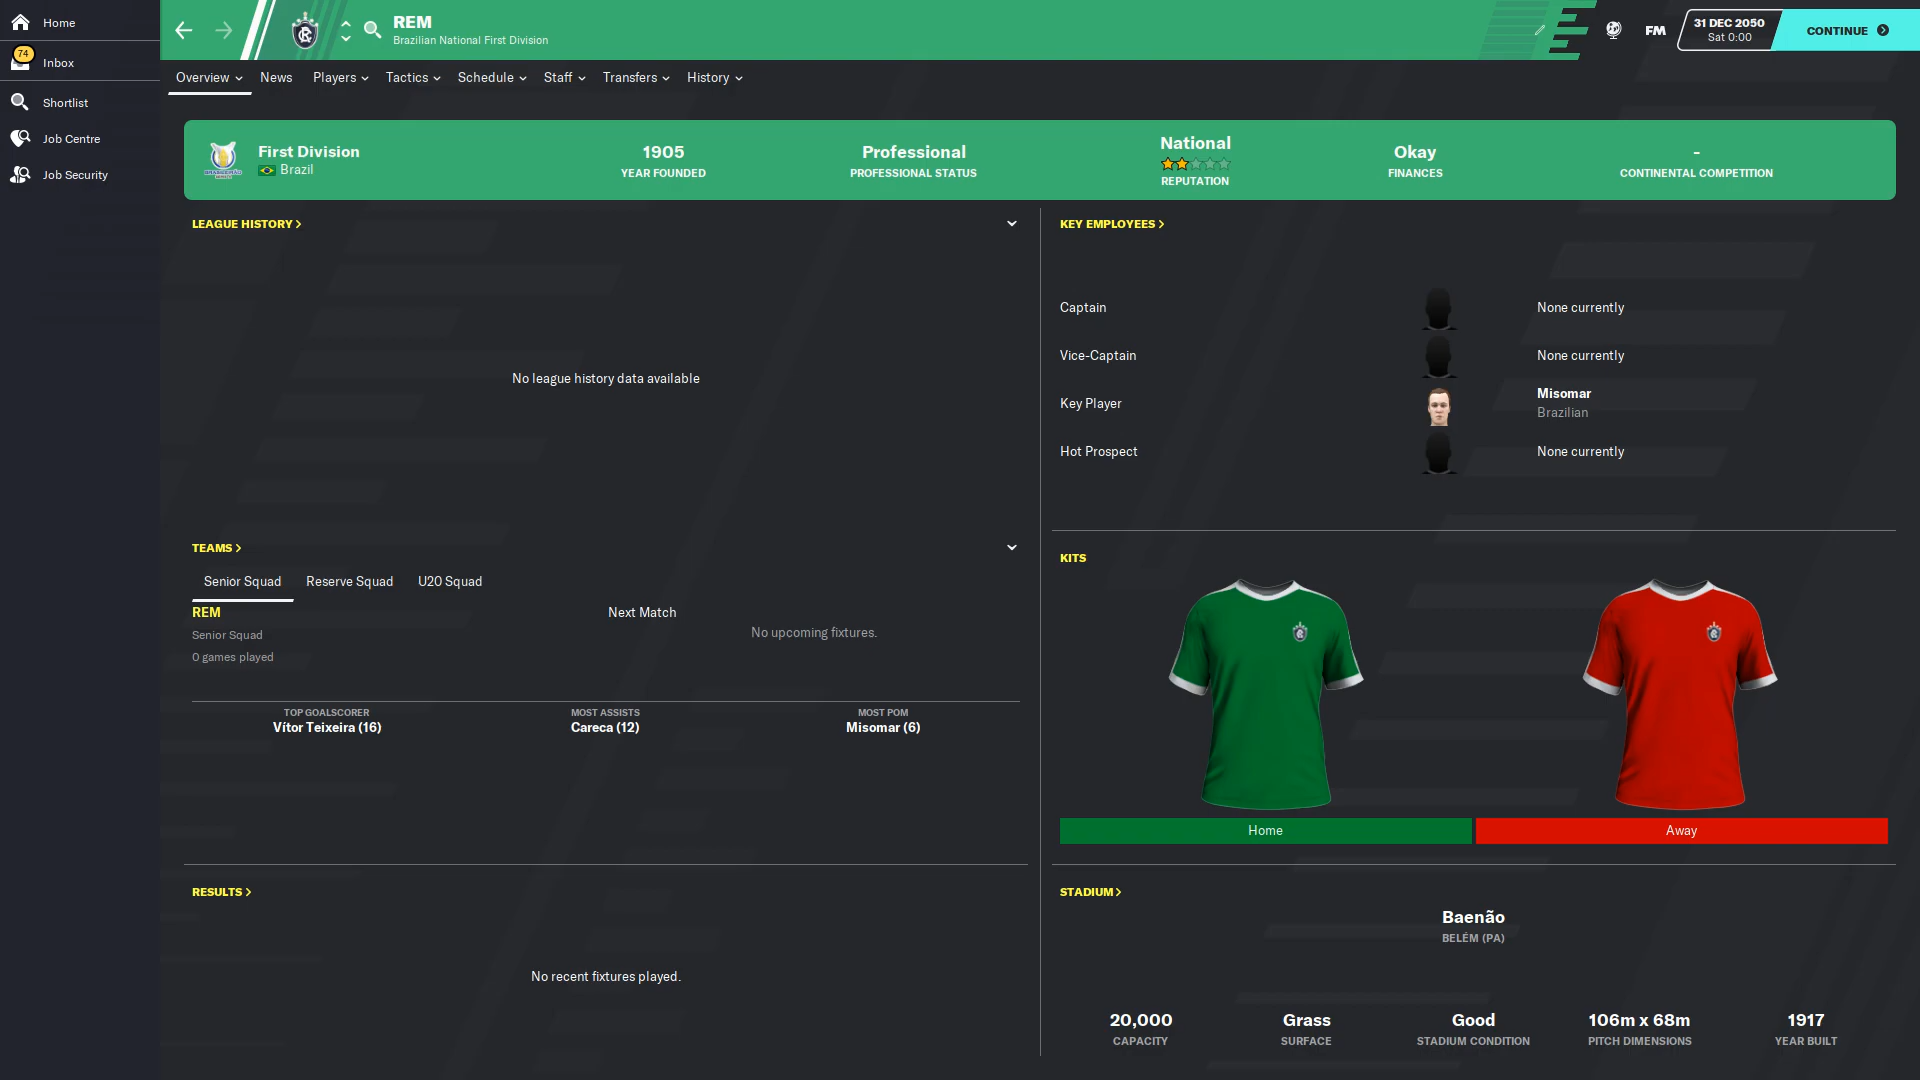 Home
74
Inbox
Shortlist
Job Centre
Job Security
REM
Brazilian National First Division
FM
31 DEC 2050
Sat 0:00
CONTINUE
Overview
News
Players
Tactics
Schedule
Staff
Transfers
History
First Division
Brazil
1905
YEAR FOUNDED
Professional
PROFESSIONAL STATUS
National
REPUTATION
Okay
FINANCES
-
CONTINENTAL COMPETITION
LEAGUE HISTORY
No league history data available
KEY EMPLOYEES
Captain
None currently
Vice-Captain
None currently
Key Player
Misomar
Brazilian
Hot Prospect
None currently
TEAMS
Senior Squad
Reserve Squad
U20 Squad
REM
Senior Squad
0 games played
Next Match
No upcoming fixtures.
TOP GOALSCORER
Vítor Teixeira (16)
MOST ASSISTS
Careca (12)
MOST POM
Misomar (6)
KITS
Home
Away
RESULTS
No recent fixtures played.
STADIUM
Baenão
BELÉM (PA)
20,000
CAPACITY
Grass
SURFACE
Good
STADIUM CONDITION
106m x 68m
PITCH DIMENSIONS
1917
YEAR BUILT